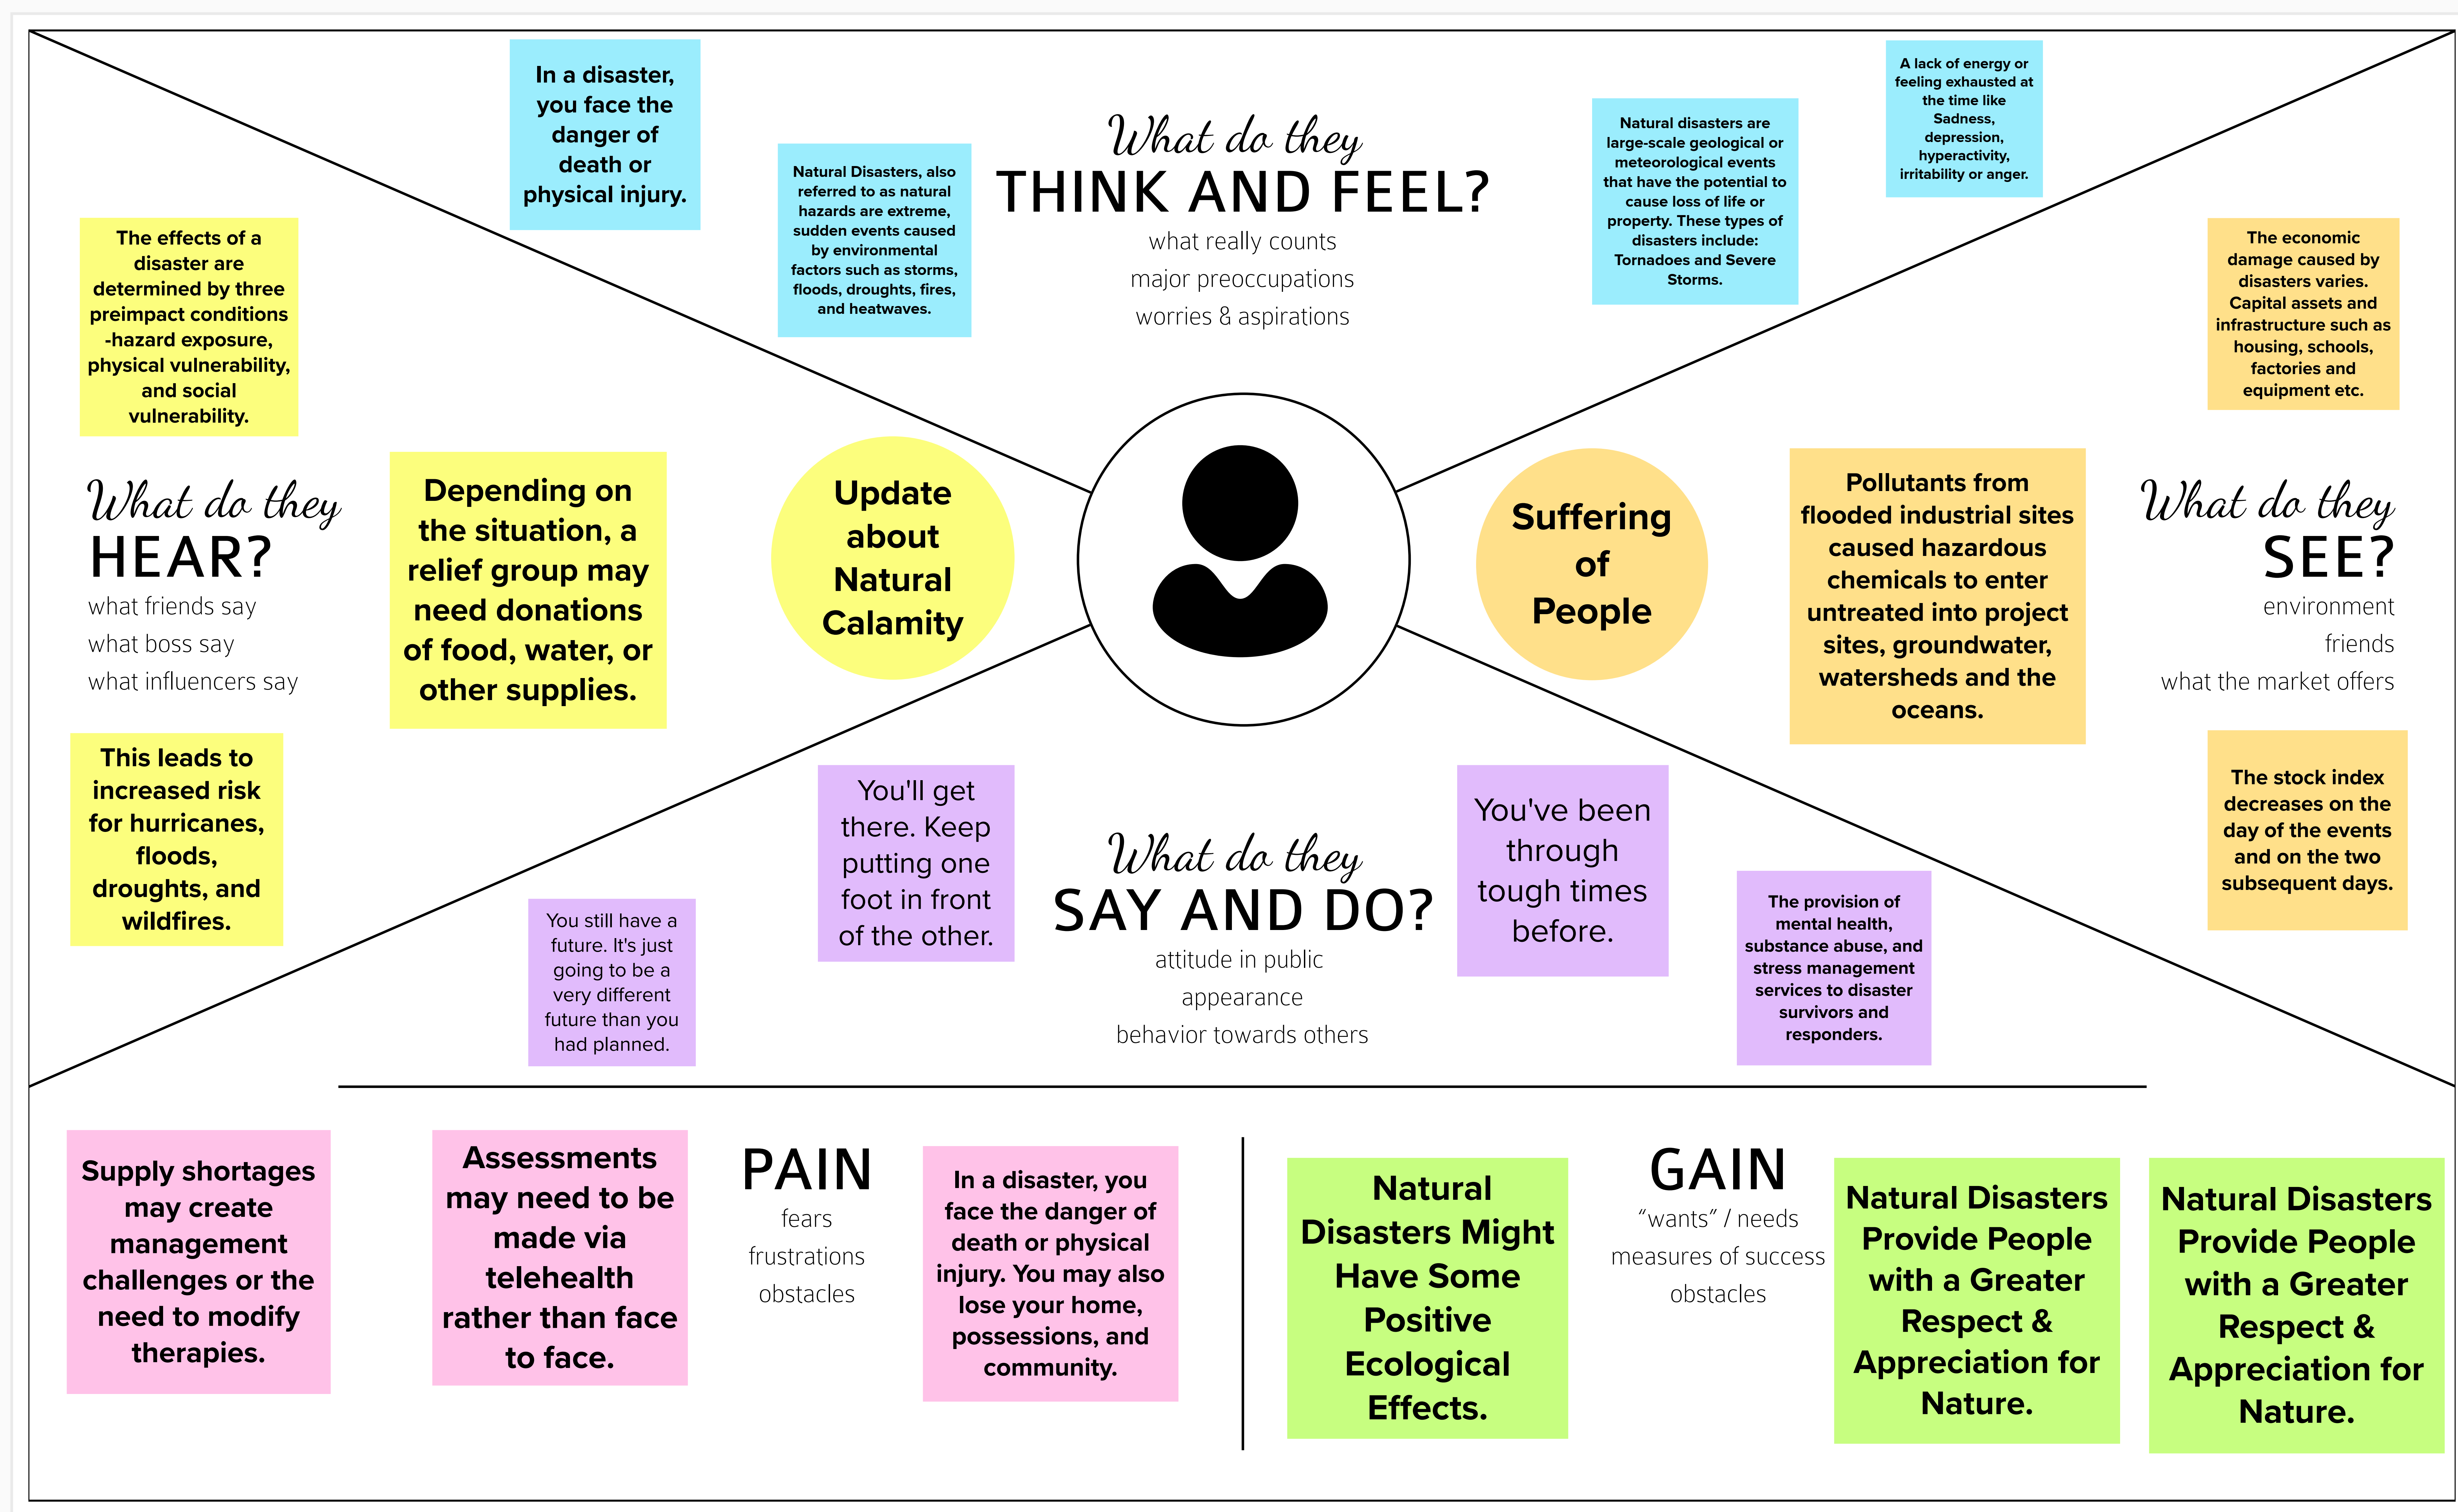 In a disaster,
you face the
danger of
death or
physical injury.
Natural Disasters, also
referred to as natural
hazards are extreme,
sudden events caused
by environmental
factors such as storms,
floods, droughts, fires,
and heatwaves.
What do they
THINK AND FEEL?
what really counts
major preoccupations
worries & aspirations
Natural disasters are
large-scale geological or
meteorological events
that have the potential to
cause loss of life or
property. These types of
disasters include:
Tornadoes and Severe
Storms.
A lack of energy or
feeling exhausted at
the time like
Sadness,
depression,
hyperactivity,
irritability or anger.
The effects of a
disaster are
determined by three
preimpact conditions
-hazard exposure,
physical vulnerability,
and social
vulnerability.
What do they
HEAR?
what friends say
what boss say
what influencers say
Depending on
the situation, a
relief group may
need donations
of food, water, or
other supplies.
Update
about
Natural
Calamity
This leads to
increased risk
for hurricanes,
floods,
droughts, and
wildfires.
Suffering
of
People
Pollutants from
flooded industrial sites
caused hazardous
chemicals to enter
untreated into project
sites, groundwater,
watersheds and the
oceans.
The economic
damage caused by
disasters varies.
Capital assets and
infrastructure such as
housing, schools,
factories and
equipment etc.
What do they
SEE?
environment
friends
what the market offers
The stock index
decreases on the
day of the events
and on the two
subsequent days.
You still have a
future. It's just
going to be a
very different
future than you
had planned.
You'll get
there. Keep
putting one
foot in front
of the other.
What do they
SAY AND DO?
attitude in public
appearance
behavior towards others
You've been
through
tough times
before.
The provision of
mental health,
substance abuse, and
stress management
services to disaster
survivors and
responders.
Supply shortages
may create
management
challenges or the
need to modify
therapies.
Assessments
may need to be
made via
telehealth
rather than face
to face.
PAIN
fears
frustrations
obstacles
In a disaster, you
face the danger of
death or physical
injury. You may also
lose your home,
possessions, and
community.
Natural
Disasters Might
Have Some
Positive
Ecological
Effects.
GAIN
“wants” / needs
measures of success
obstacles
Natural Disasters
Provide People
with a Greater
Respect &
Appreciation for
Nature.
Natural Disasters
Provide People
with a Greater
Respect &
Appreciation for
Nature.